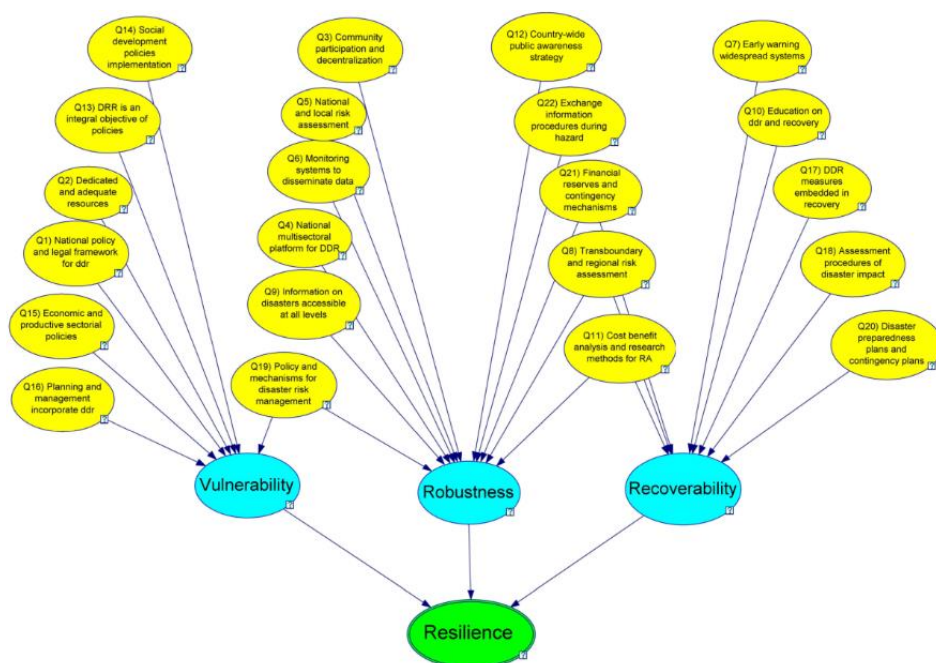 Q14) Social
development
policies
implementation
Q3) Community
participation and
decentralization
Q12) Country-wide
public awareness
strategy
Q7) Early warning
widespread systems
Q13) DRR is an
integral objective of
policies
Q5) National
and local risk
assessment
Q22) Exchange
information
procedures during
hazard
Q10) Education on
ddr and recovery
Q2) Dedicated
and adequate
resources
Q6) Monitoring
systems to
disseminate data
Q21) Financial
reserves and
contingency
mechanisms
Q17) DDR
measures
embedded in
recovery
Q1) National policy
and legal framework
for ddr
Q4) National
multisectoral
platform for DDR
Q8) Transboundary
and regional risk
assessment
Q18) Assessment
procedures of
disaster impact
Q15) Economic and
productive sectorial
policies
Q9) Information on
disasters accessible
at all levels
Q11) Cost benefit
analysis and research
methods for RA
Q20) Disaster
preparedness
plans and
contingency plans
Q16) Planning and
management
incorporate ddr
Q19) Policy and
mechanisms for
disaster risk
management
Vulnerability
Robustness
Recoverability
Resilience